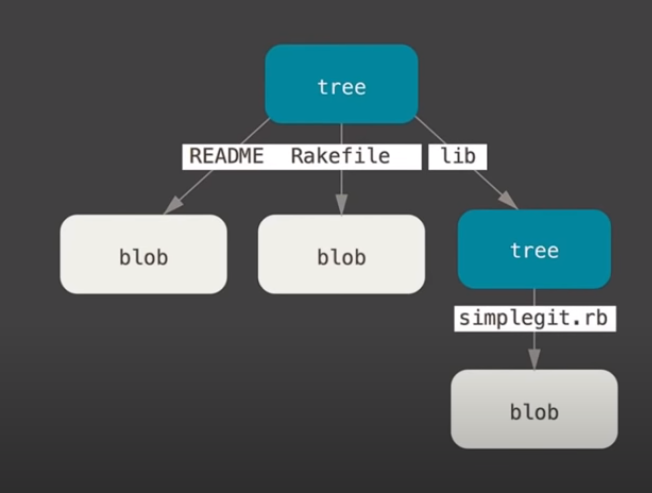 tree
README Rakefile lib
blob blob tree
simplegit.rb
blob